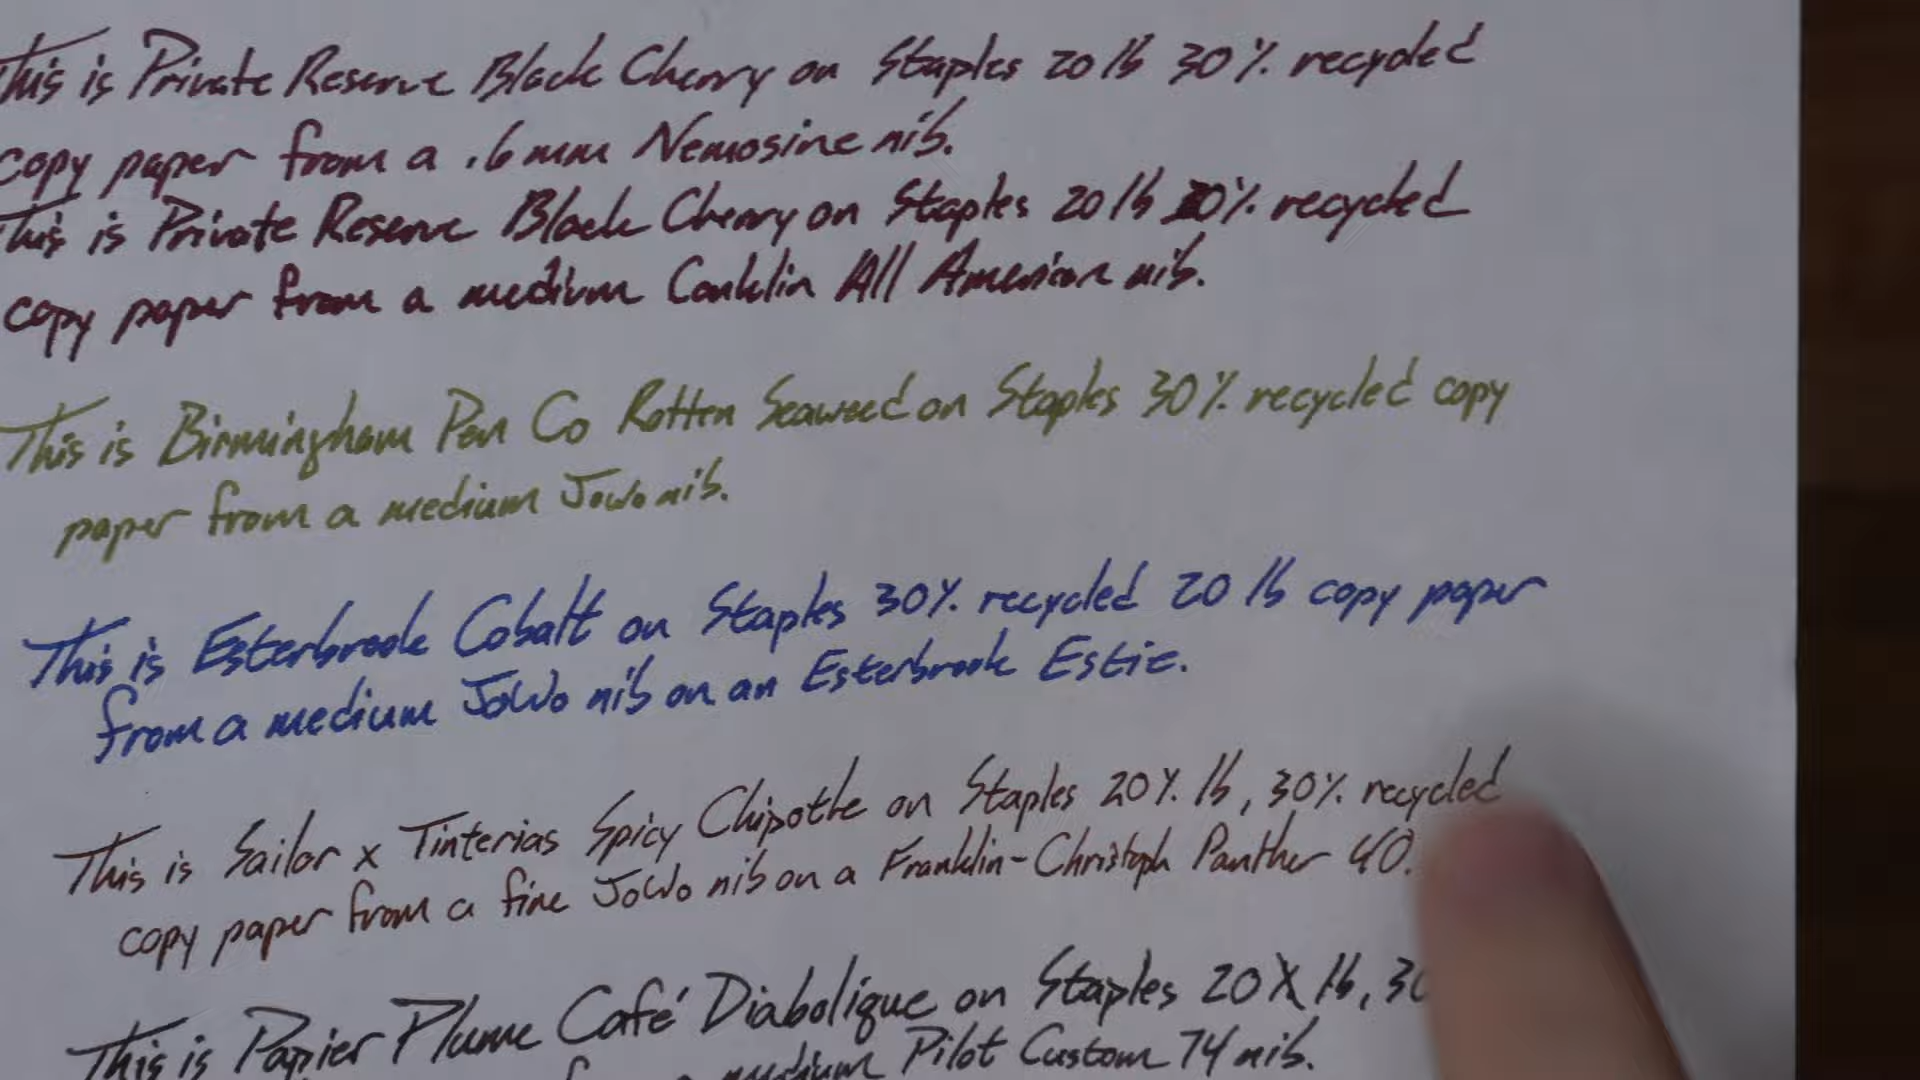 This is Private Reserve Black Cherry on Staples 20 lb 30% recycled
copy paper from a .6 mm Nemosine nib.
This is Private Reserve Black Cherry on Staples 20 lb 30% recycled
copy paper from a medium Conklin All American nib.
This is Birmingham Pen Co Rotten Seaweed on Staples 30% recycled copy
paper from a medium JoWo nib.
This is Esterbrook Cobalt on Staples 30% recycled 20 lb copy paper
from a medium JoWo nib on an Esterbrook Estie.
This is Sailor x Tinterias Spicy Chipotle on Staples 20% lb, 30% recycled
copy paper from a fine JoWo nib on a Franklin-Christoph Panther 40.
This is Papier Plume Café Diabolique on Staples 20 lb, 30
medium Pilot Custom 74 nib.